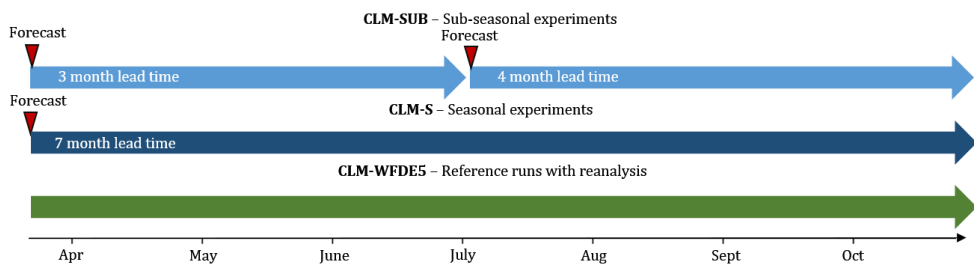 CLM-SUB – Sub-seasonal experiments
Forecast
Forecast
3 month lead time
4 month lead time
Forecast
CLM-S – Seasonal experiments
7 month lead time
CLM-WFDE5 – Reference runs with reanalysis
Apr May June July Aug Sept Oct